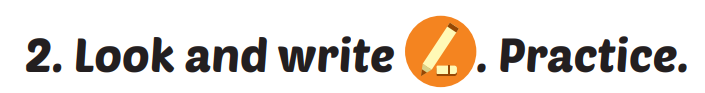 2. Look and write . Practice.